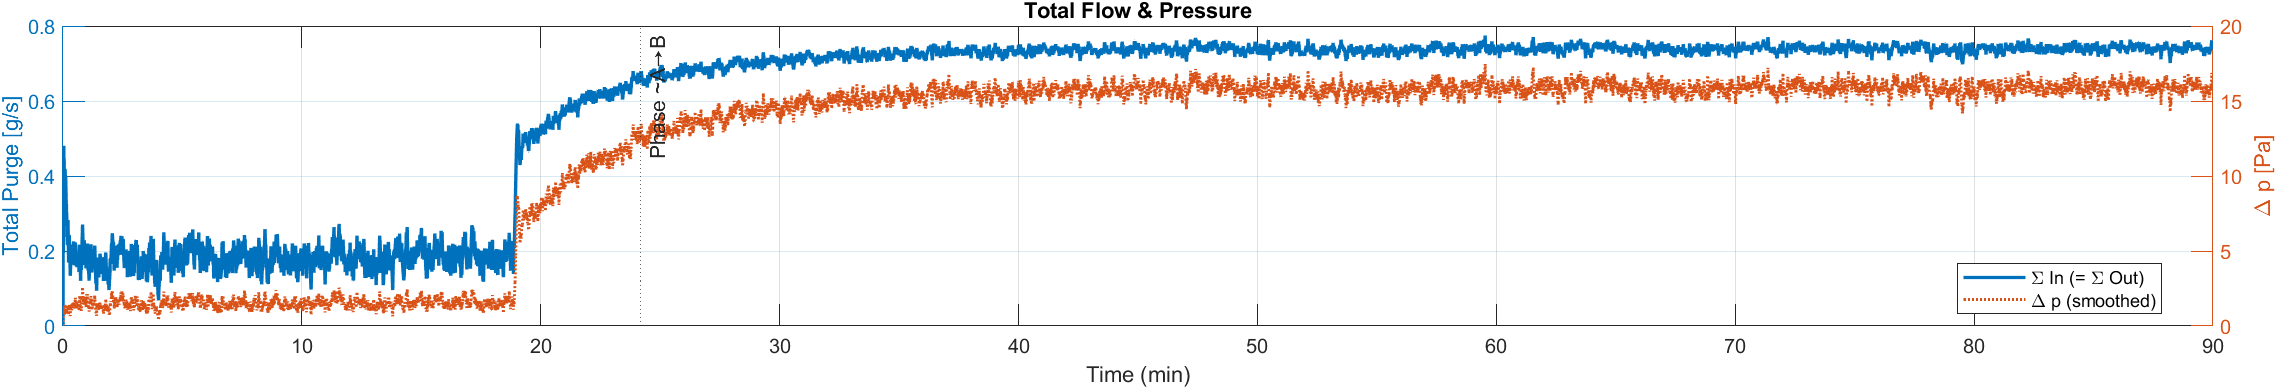 Total Flow & Pressure
Total Purge [g/s]
0.8
0.6
0.4
0.2
0
Phase ~A→B
20
15
10
5
0
Δ p [Pa]
Σ In (= Σ Out)
Δ p (smoothed)
0 10 20 30 40 50 60 70 80 90
Time (min)